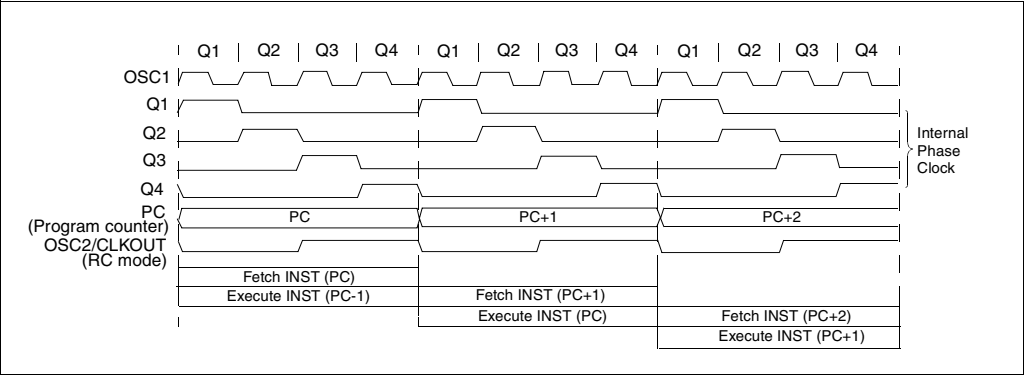 Q1 Q2 Q3 Q4 Q1 Q2 Q3 Q4 Q1 Q2 Q3 Q4
OSC1
Q1
Q2
Q3
Q4
PC
(Program counter)
PC PC+1 PC+2
OSC2/CLKOUT
(RC mode)
Internal
Phase
Clock
Fetch INST (PC)
Execute INST (PC-1) Fetch INST (PC+1)
Execute INST (PC) Fetch INST (PC+2)
Execute INST (PC+1)